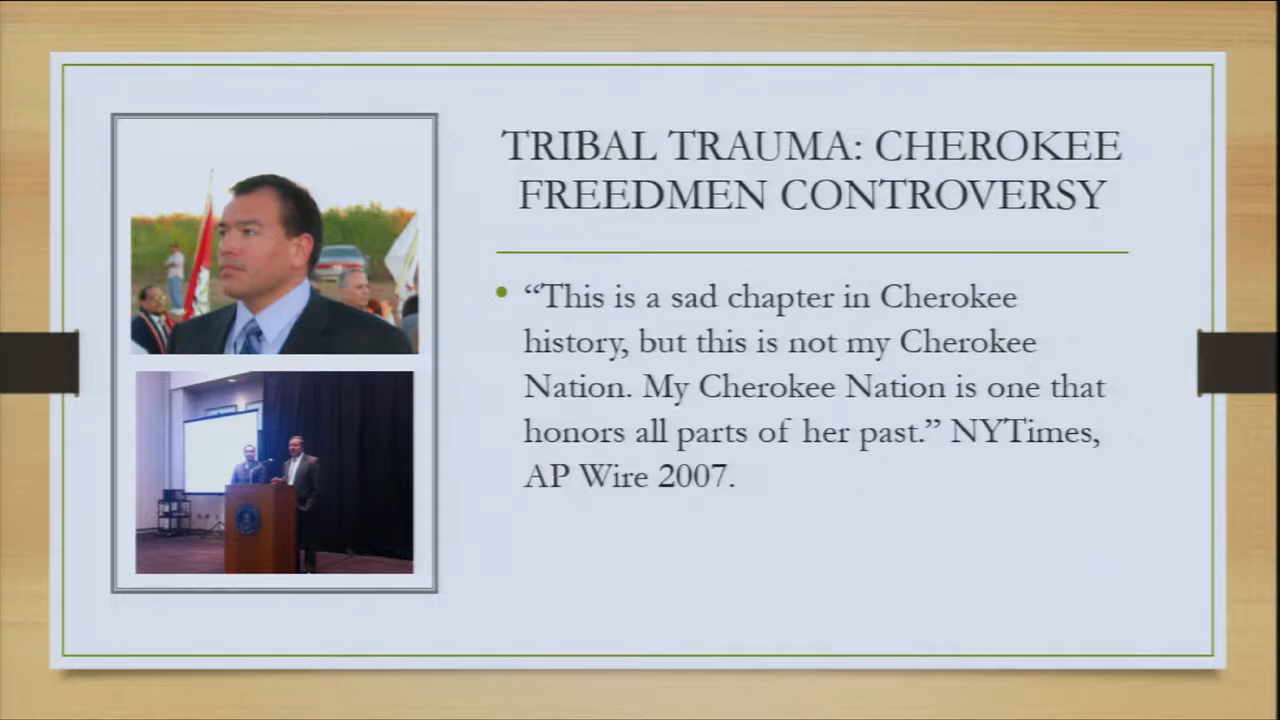 TRIBAL TRAUMA: CHEROKEE
FREEDMEN CONTROVERSY
“This is a sad chapter in Cherokee
history, but this is not my Cherokee
Nation. My Cherokee Nation is one that
honors all parts of her past.” NYTimes,
AP Wire 2007.